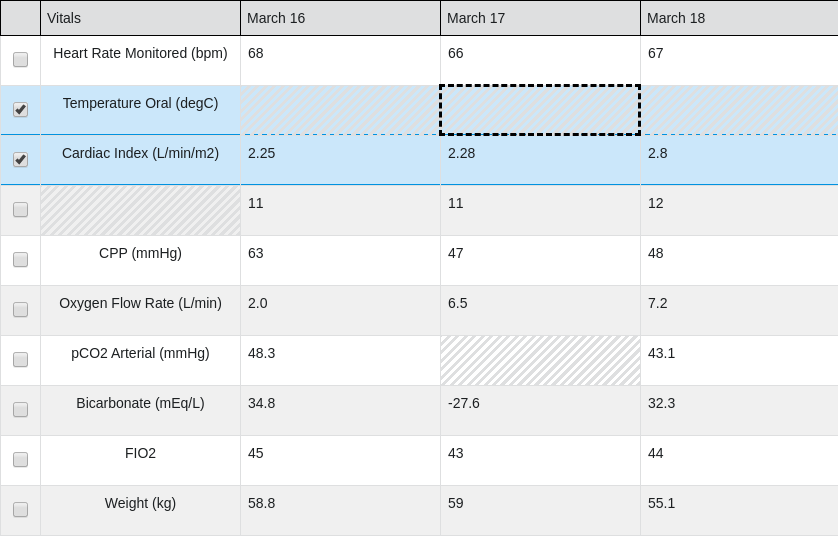 Vitals March 16 March 17 March 18
Heart Rate Monitored (bpm) 68 66 67
Temperature Oral (degC)
Cardiac Index (L/min/m2) 2.25 2.28 2.8
11 11 12
CPP (mmHg) 63 47 48
Oxygen Flow Rate (L/min) 2.0 6.5 7.2
pCO2 Arterial (mmHg) 48.3 43.1
Bicarbonate (mEq/L) 34.8 -27.6 32.3
FIO2 45 43 44
Weight (kg) 58.8 59 55.1